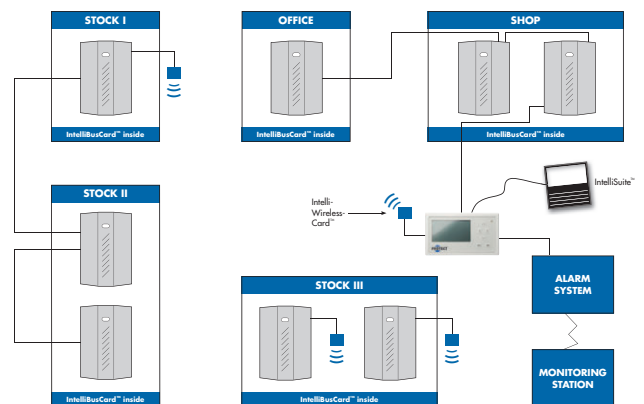 STOCK I
OFFICE
SHOP
IntelliBusCard™ inside
IntelliBusCard™ inside
IntelliBusCard™ inside
STOCK II
Intelli-
Wireless-
Card™
IntelliSuite™
STOCK III
ALARM
SYSTEM
MONITORING
STATION
IntelliBusCard™ inside
IntelliBusCard™ inside